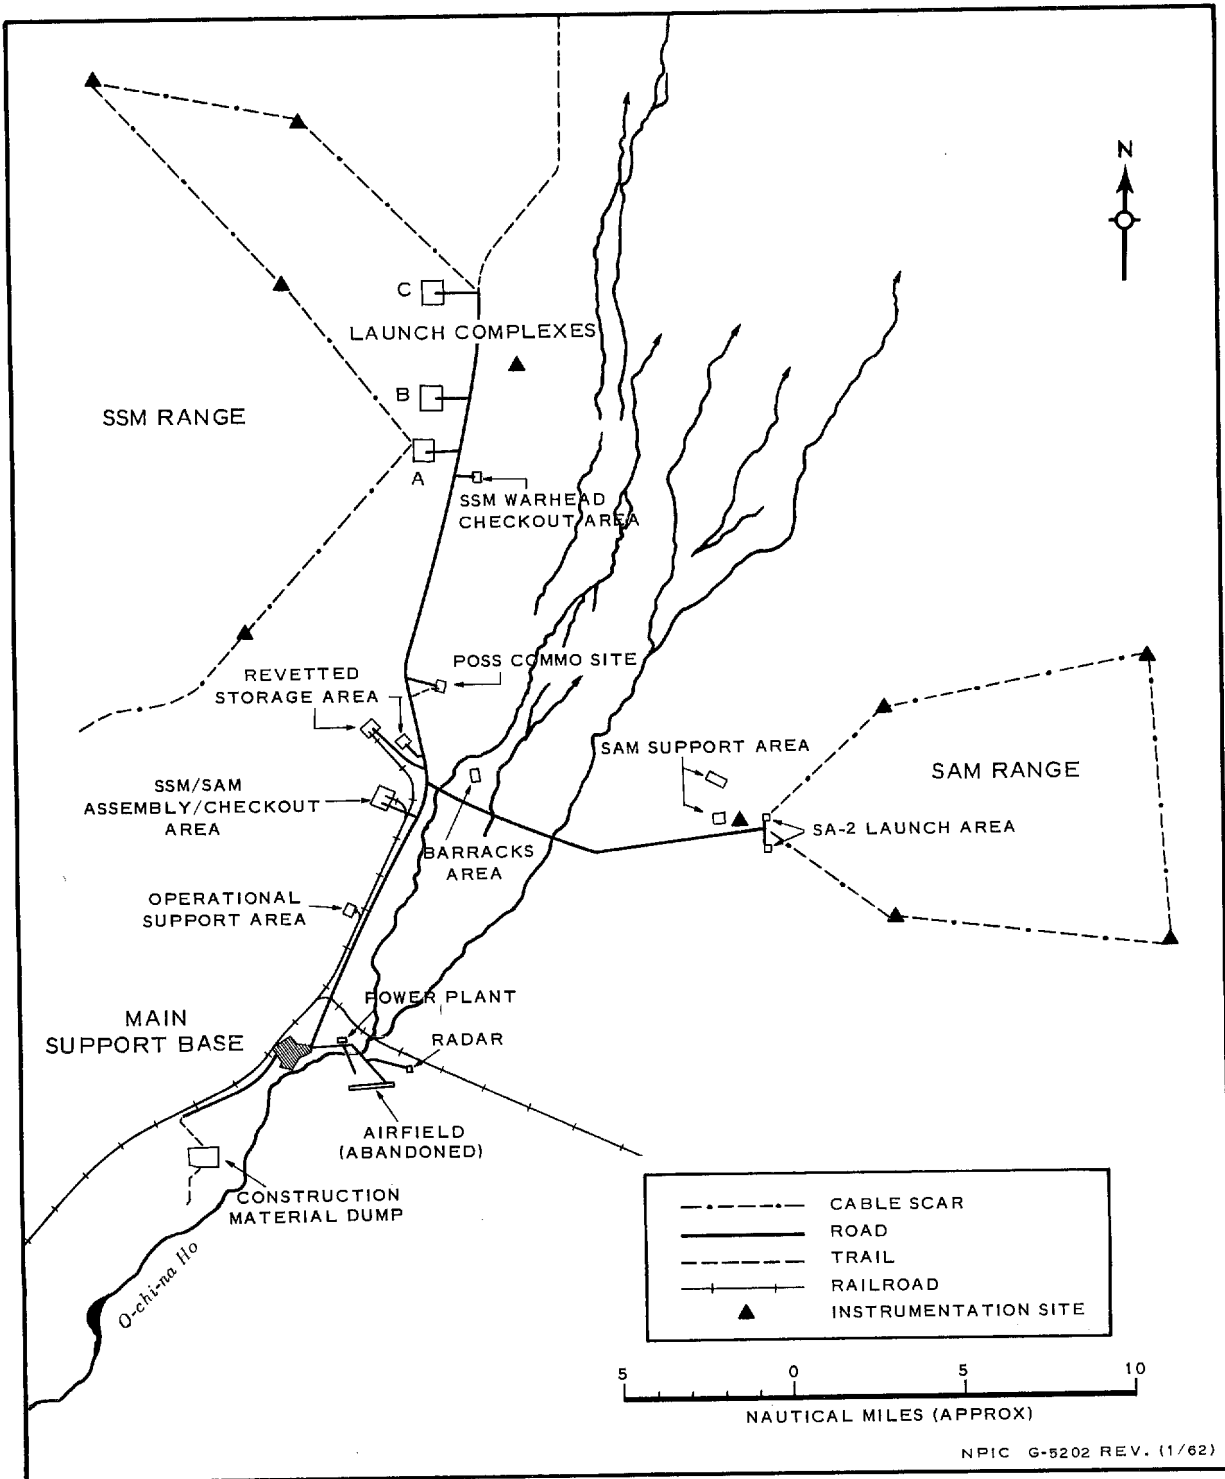 N
C
LAUNCH COMPLEXES
B
SSM RANGE
A
SSM WARHEAD
CHECKOUT AREA
POSS COMMO SITE
REVETTED
STORAGE AREA
SAM SUPPORT AREA
SAM RANGE
SSM/SAM
ASSEMBLY/CHECKOUT
AREA
SA-2 LAUNCH AREA
BARRACKS
AREA
OPERATIONAL
SUPPORT AREA
POWER PLANT
MAIN
SUPPORT BASE
RADAR
AIRFIELD
(ABANDONED)
CONSTRUCTION
MATERIAL DUMP
O-chi-na Ho
CABLE SCAR
ROAD
TRAIL
RAILROAD
INSTRUMENTATION SITE
5 0 5 10
NAUTICAL MILES (APPROX)
NPIC G-5202 REV. (1/62)